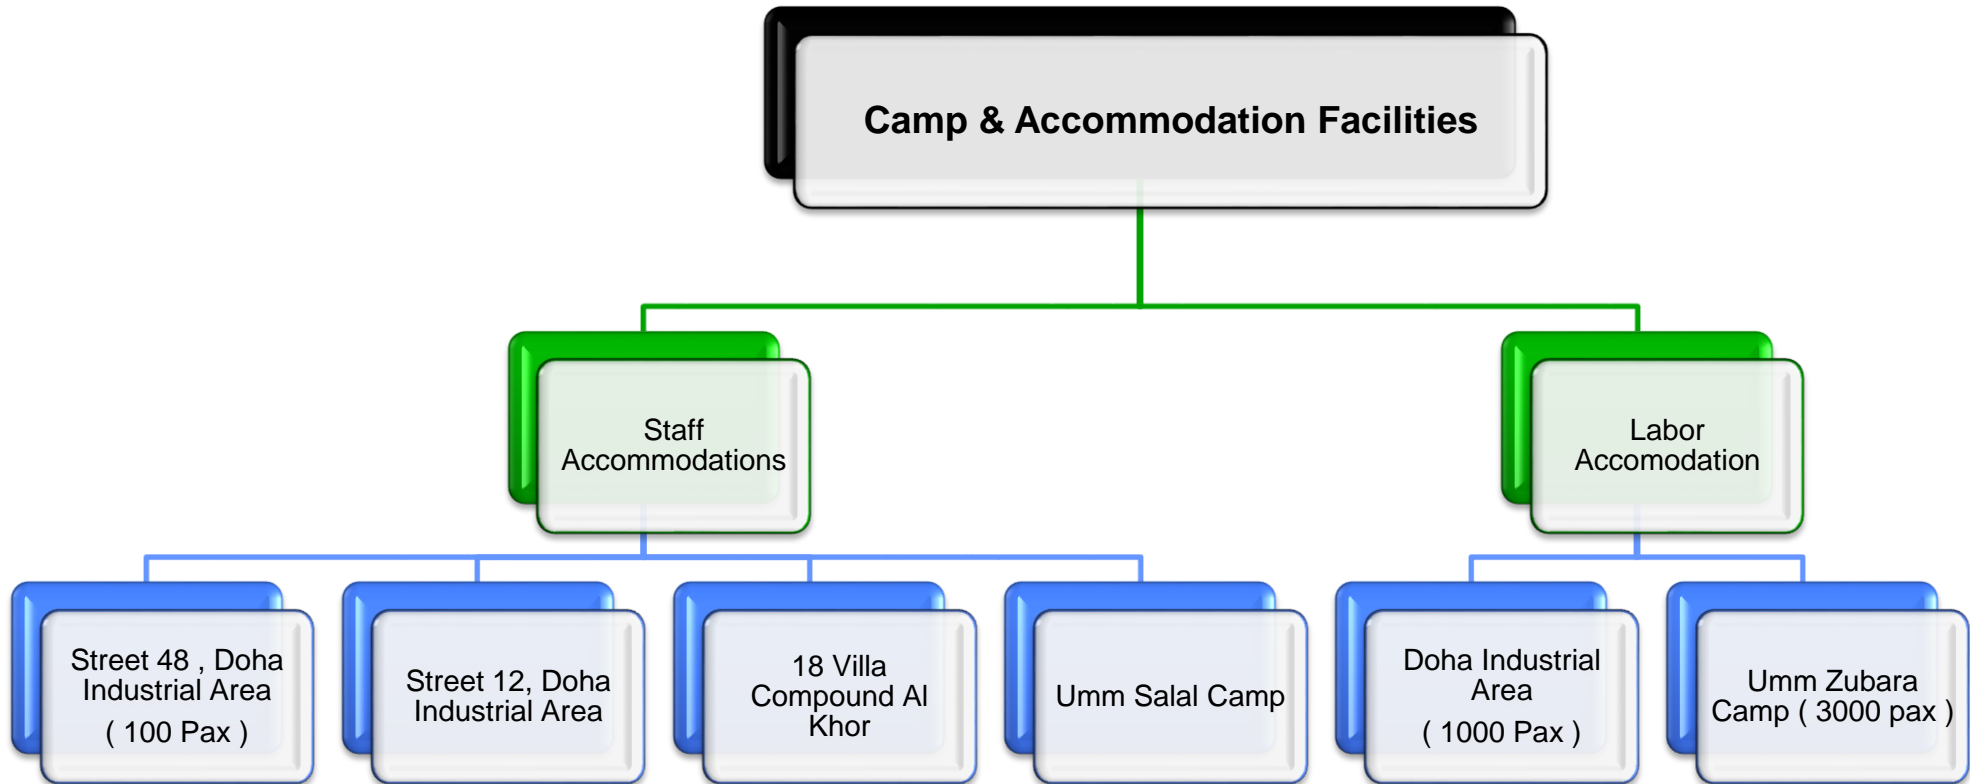 Camp & Accommodation Facilities
Staff
Accommodations
Labor
Accomodation
Street 48 , Doha
Industrial Area
( 100 Pax )
Street 12, Doha
Industrial Area
18 Villa
Compound Al
Khor
Umm Salal Camp
Doha Industrial
Area
( 1000 Pax )
Umm Zubara
Camp ( 3000 pax )